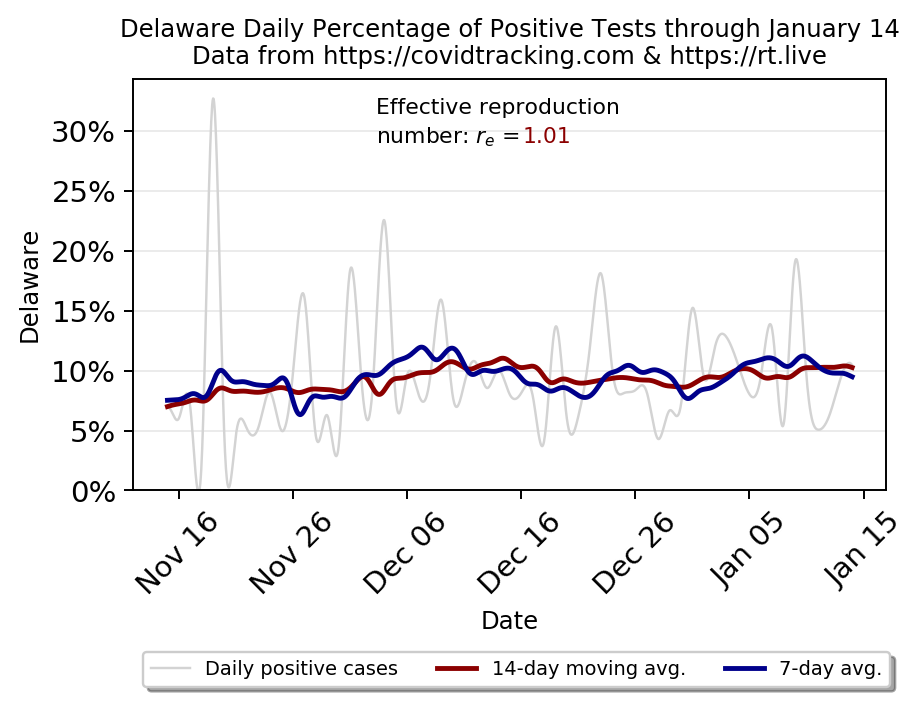 Delaware Daily Percentage of Positive Tests through January 14
Data from https://covidtracking.com & https://rt.live
Effective reproduction
number: rₑ =1.01
30%
25%
20%
15%
10%
5%
0%
Delaware
Nov 16
Nov 26
Dec 06
Dec 16
Dec 26
Jan 05
Jan 15
Date
Daily positive cases
14-day moving avg.
7-day avg.